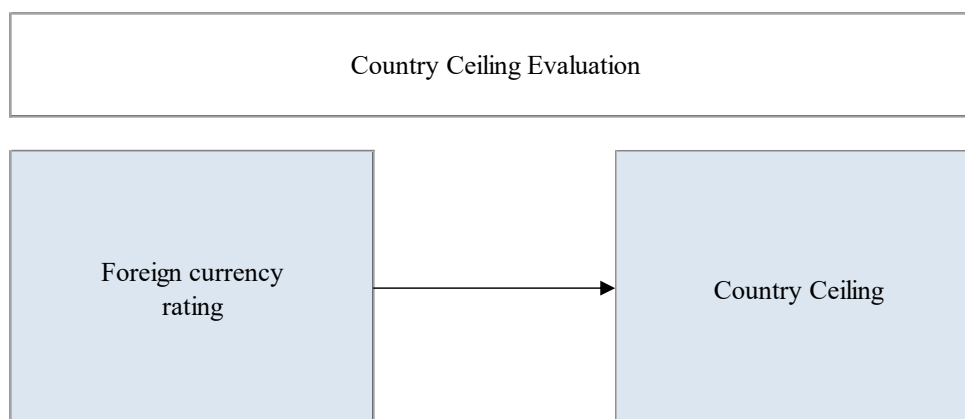 Country Ceiling Evaluation
Foreign currency
rating
Country Ceiling